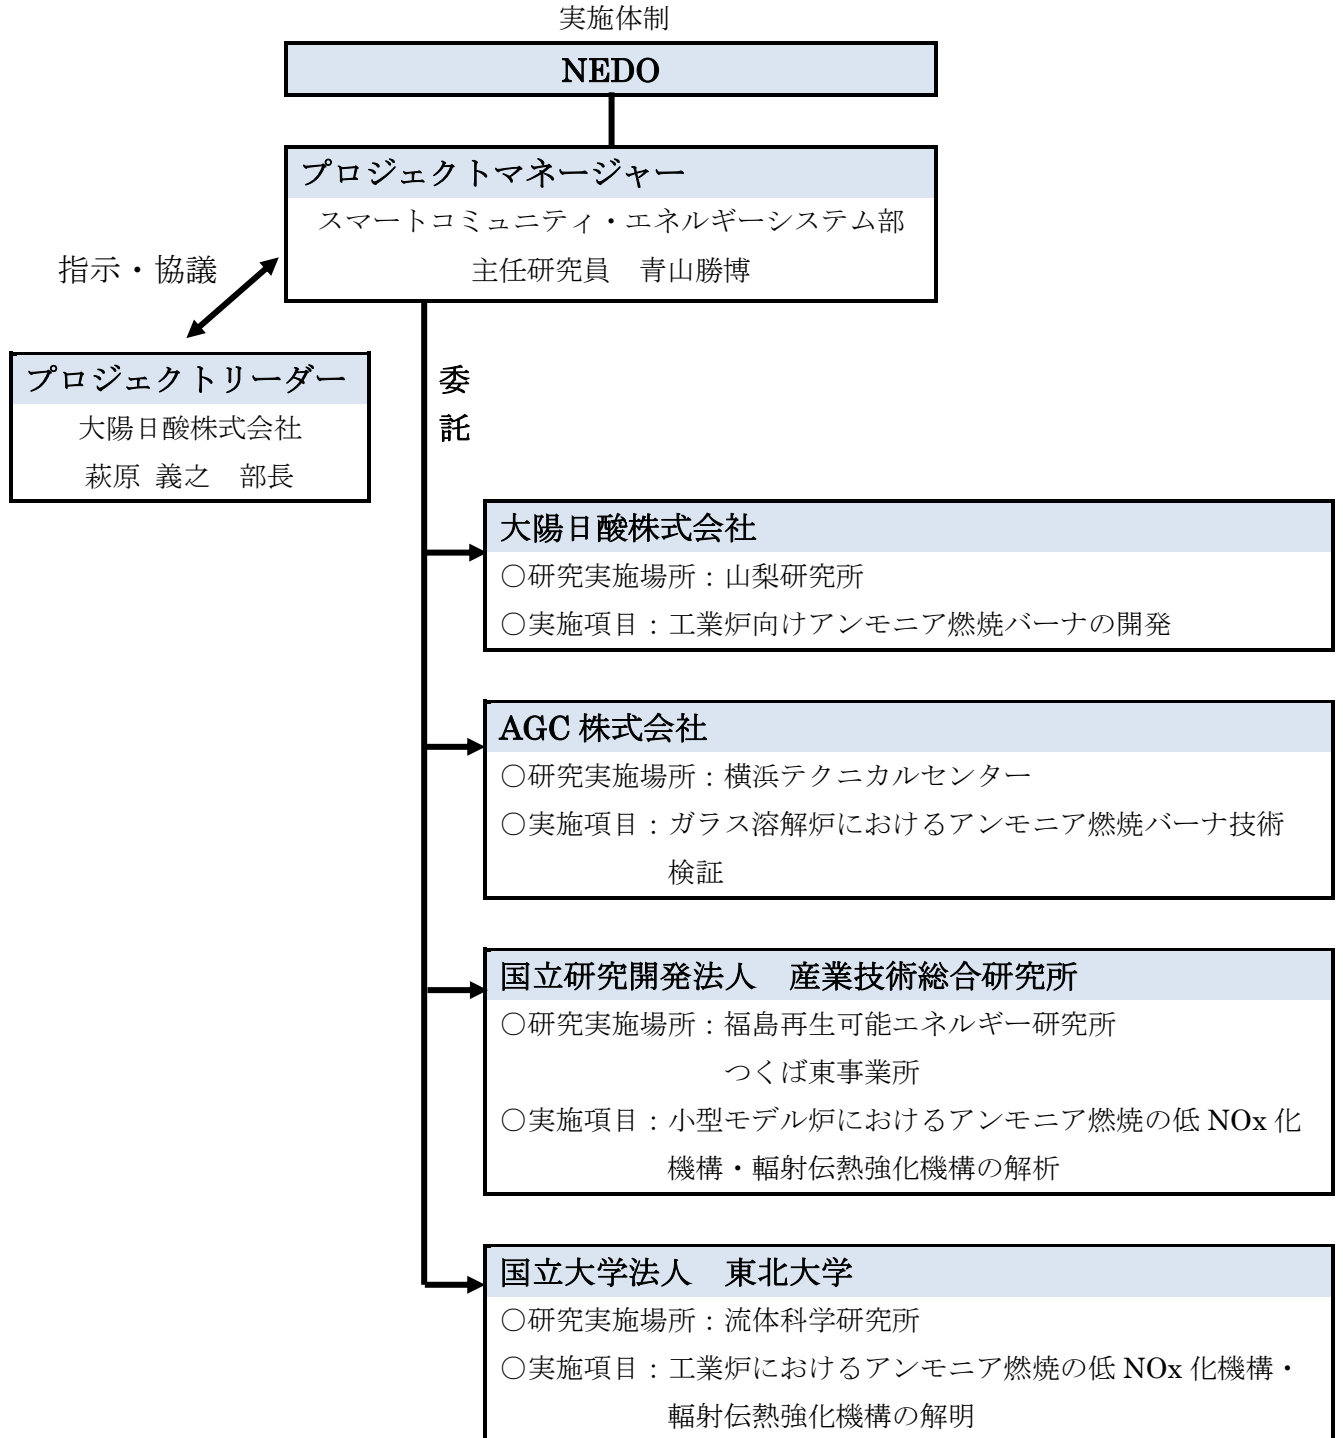 実施体制
NEDO
プロジェクトマネージャー
スマートコミュニティ・エネルギーシステム部
主任研究員　青山勝博
指示・協議
プロジェクトリーダー
大陽日酸株式会社
萩原 義之　部長
委
託
大陽日酸株式会社
○研究実施場所：山梨研究所
○実施項目：工業炉向けアンモニア燃焼バーナの開発
AGC 株式会社
○研究実施場所：横浜テクニカルセンター
○実施項目：ガラス溶解炉におけるアンモニア燃焼バーナ技術
検証
国立研究開発法人　産業技術総合研究所
○研究実施場所：福島再生可能エネルギー研究所
つくば東事業所
○実施項目：小型モデル炉におけるアンモニア燃焼の低 NOx 化
機構・輻射伝熱強化機構の解析
国立大学法人　東北大学
○研究実施場所：流体科学研究所
○実施項目：工業炉におけるアンモニア燃焼の低 NOx 化機構・
輻射伝熱強化機構の解明